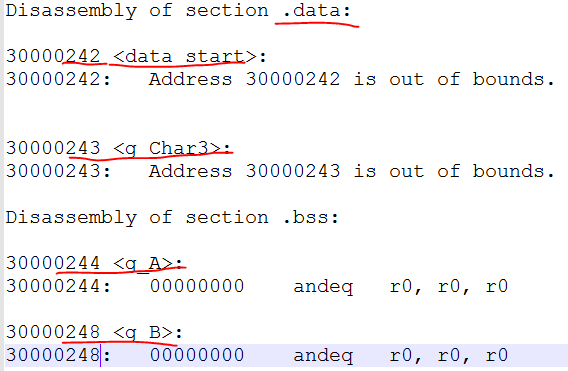 Disassembly of section .data:
30000242 <data_start>:
30000242: Address 30000242 is out of bounds.
30000243 <g_Char3>:
30000243: Address 30000243 is out of bounds.
Disassembly of section .bss:
30000244 <g_A>:
30000244: 00000000 andeq r0, r0, r0
30000248 <g_B>:
30000248: 00000000 andeq r0, r0, r0